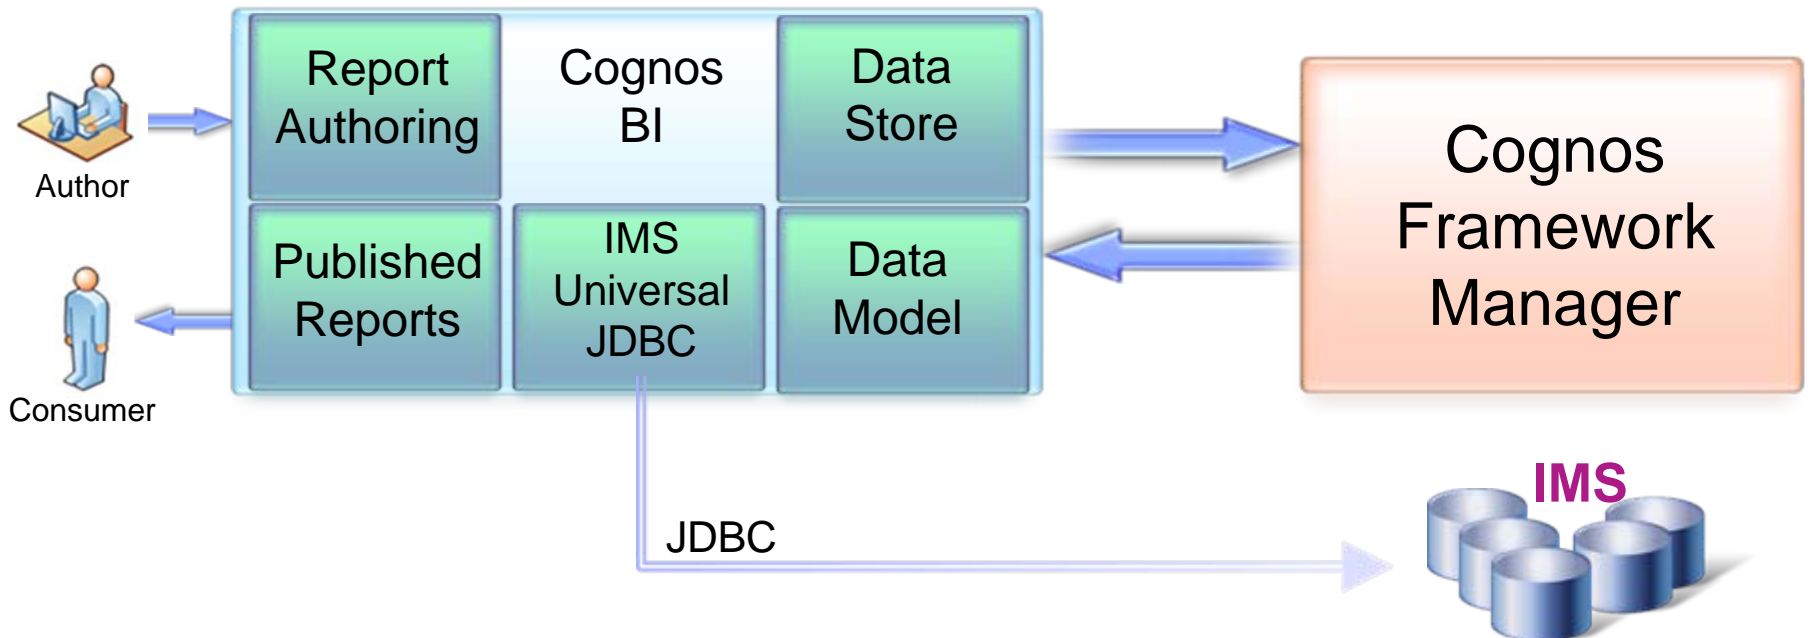 Author
Consumer
Report
Authoring
Cognos
BI
Data
Store
Published
Reports
IMS
Universal
JDBC
Data
Model
Cognos
Framework
Manager
JDBC
IMS